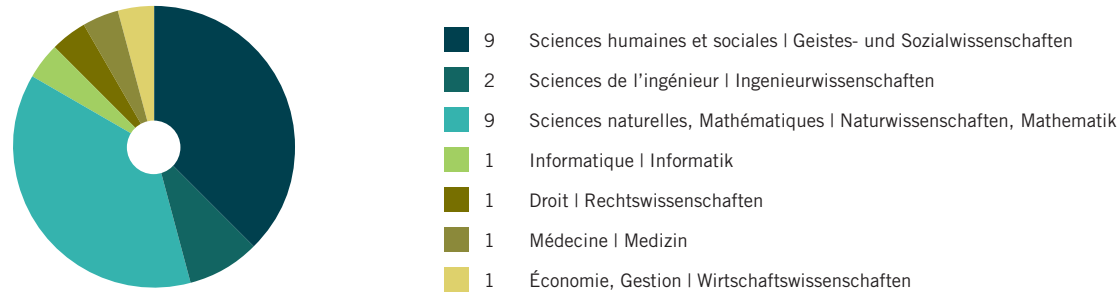 9 Sciences humaines et sociales | Geistes- und Sozialwissenschaften
2 Sciences de l’ingénieur | Ingenieurwissenschaften
9 Sciences naturelles, Mathématiques | Naturwissenschaften, Mathematik
1 Informatique | Informatik
1 Droit | Rechtswissenschaften
1 Médecine | Medizin
1 Économie, Gestion | Wirtschaftswissenschaften